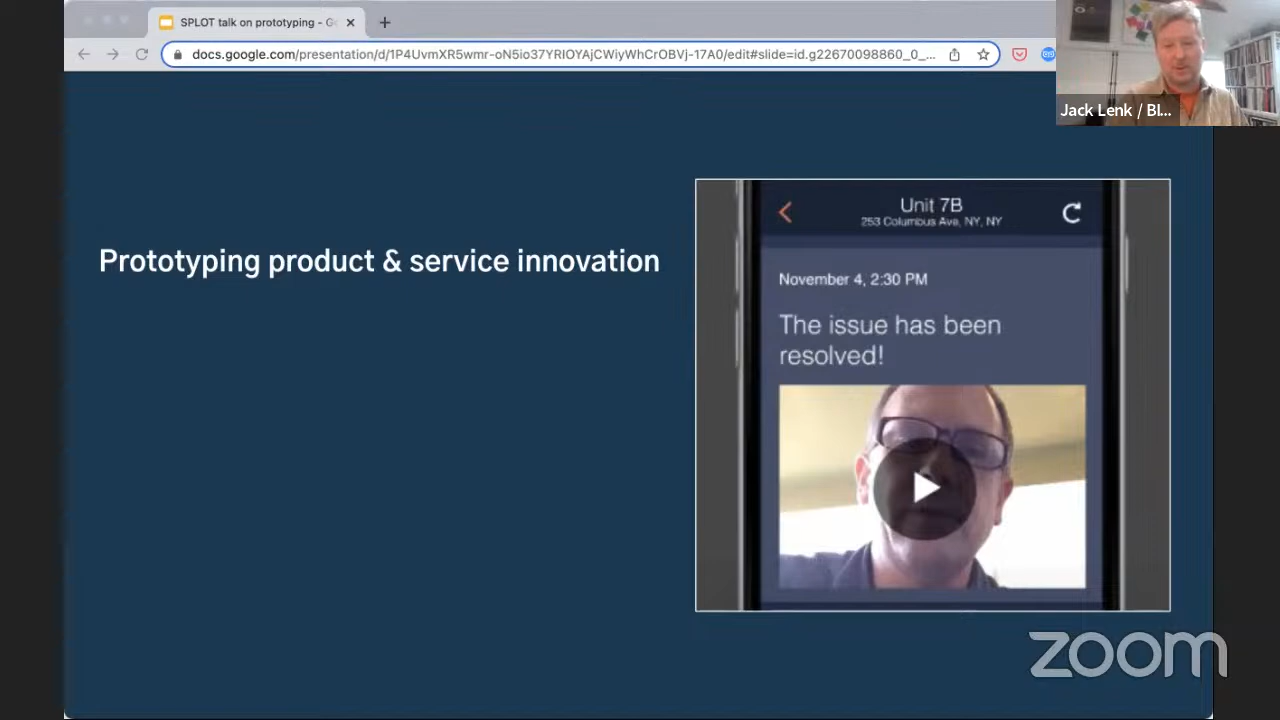 SPLOT talk on prototyping - G
docs.google.com/presentation/d/1P4UvmXR5wmr-oN5io37YRIOYAjCWiyWhCrOBVj-17A0/edit#slide=id.g22670098860_0_...
Jack Lenk / Bl...
Prototyping product & service innovation
Unit 7B
253 Columbus Ave, NY, NY
November 4, 2:30 PM
The issue has been
resolved!
zoom